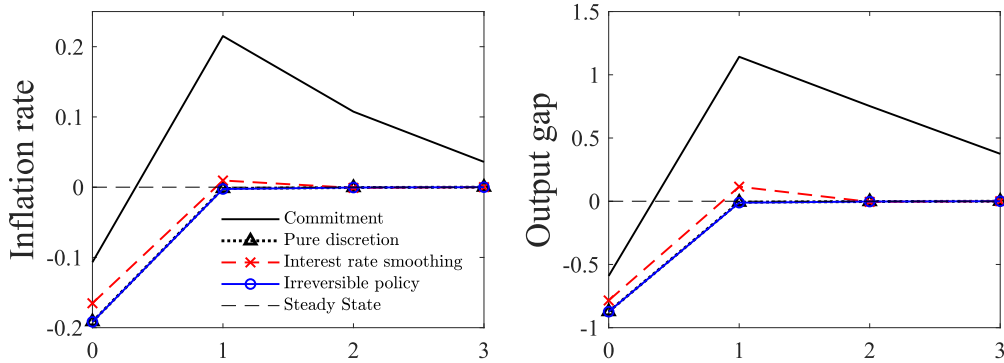 Inflation rate
0.2
0.1
0
-0.1
-0.2
0 1 2 3
Commitment
Pure discretion
Interest rate smoothing
Irreversible policy
Steady State
Output gap
1.5
1
0.5
0
-0.5
-1
0 1 2 3